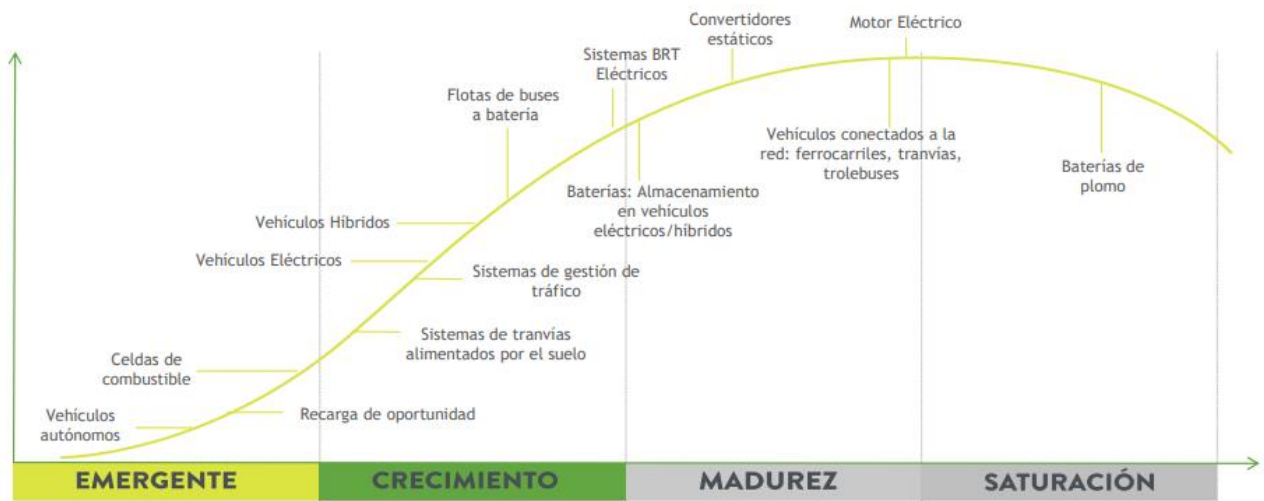 Convertidores
estáticos
Motor Eléctrico
Sistemas BRT
Eléctricos
Flotas de buses
a batería
Vehículos conectados a la
red: ferrocarriles, tranvías,
trolebuses
Baterías de
plomo
Baterías: Almacenamiento
en vehículos
eléctricos/híbridos
Vehículos Híbridos
Vehículos Eléctricos
Sistemas de gestión de
tráfico
Sistemas de tranvías
alimentados por el suelo
Celdas de
combustible
Recarga de oportunidad
Vehículos
autónomos
EMERGENTE
CRECIMIENTO
MADUREZ
SATURACIÓN